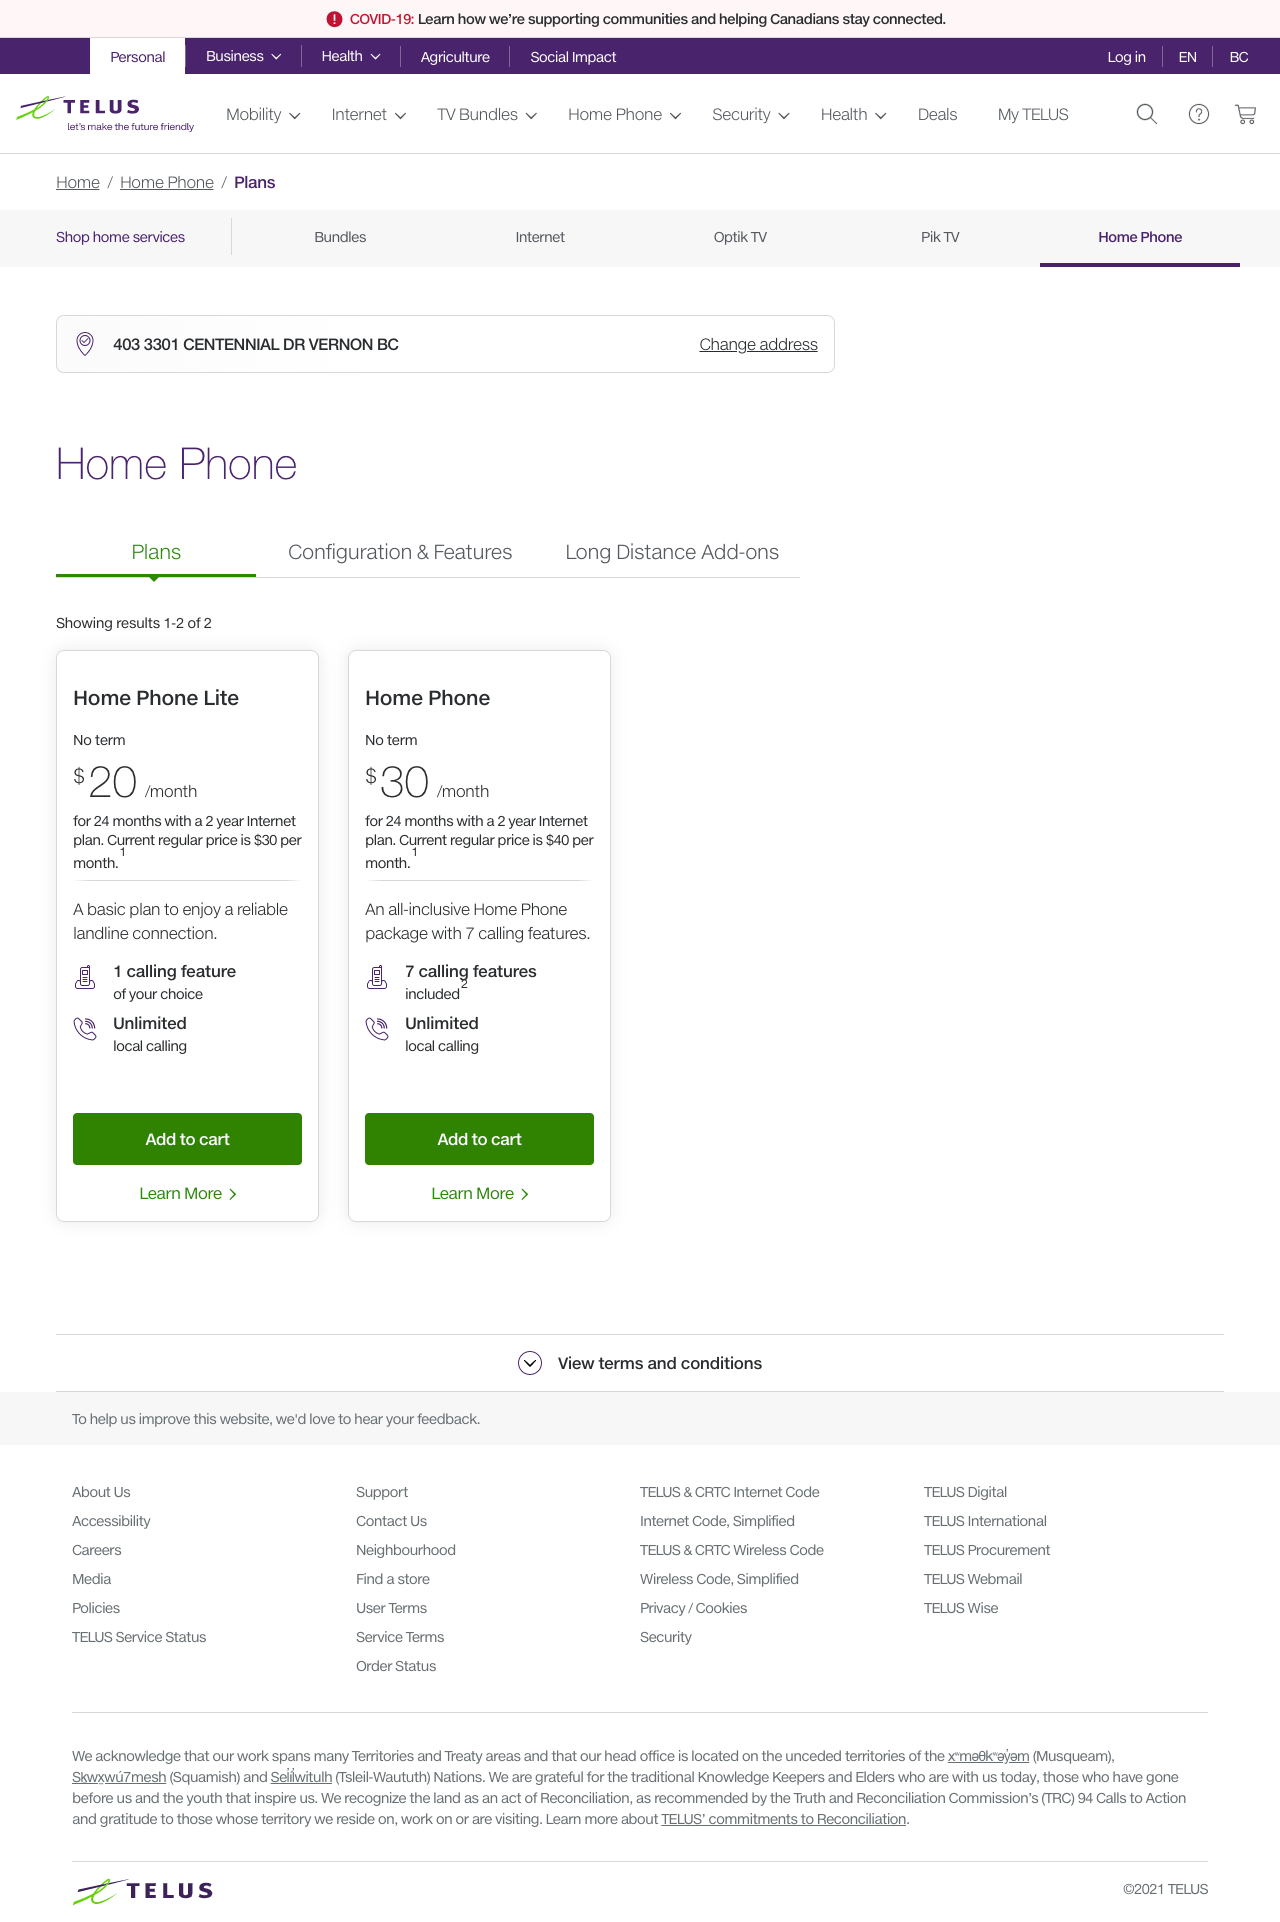 COVID-19: Learn how we’re supporting communities and helping Canadians stay connected.
Personal Business Health Agriculture Social Impact Log in EN BC
TELUS
let’s make the future friendly
Mobility Internet TV Bundles Home Phone Security Health Deals My TELUS
Home / Home Phone / Plans
Shop home services Bundles Internet Optik TV Pik TV Home Phone
403 3301 CENTENNIAL DR VERNON BC Change address
Home Phone
Plans Configuration & Features Long Distance Add-ons
Showing results 1-2 of 2
Home Phone Lite
No term
$20 /month
for 24 months with a 2 year Internet
plan. Current regular price is $30 per
month.1
A basic plan to enjoy a reliable
landline connection.
1 calling feature
of your choice
Unlimited
local calling
Add to cart
Learn More
Home Phone
No term
$30 /month
for 24 months with a 2 year Internet
plan. Current regular price is $40 per
month.1
An all-inclusive Home Phone
package with 7 calling features.
7 calling features
included2
Unlimited
local calling
Add to cart
Learn More
View terms and conditions
To help us improve this website, we'd love to hear your feedback.
About Us
Accessibility
Careers
Media
Policies
TELUS Service Status
Support
Contact Us
Neighbourhood
Find a store
User Terms
Service Terms
Order Status
TELUS & CRTC Internet Code
Internet Code, Simplified
TELUS & CRTC Wireless Code
Wireless Code, Simplified
Privacy / Cookies
Security
TELUS Digital
TELUS International
TELUS Procurement
TELUS Webmail
TELUS Wise
We acknowledge that our work spans many Territories and Treaty areas and that our head office is located on the unceded territories of the xʷməθkʷəy̓əm (Musqueam),
Sḵwx̱wú7mesh (Squamish) and Sel̓íl̓witulh (Tsleil-Waututh) Nations. We are grateful for the traditional Knowledge Keepers and Elders who are with us today, those who have gone
before us and the youth that inspire us. We recognize the land as an act of Reconciliation, as recommended by the Truth and Reconciliation Commission’s (TRC) 94 Calls to Action
and gratitude to those whose territory we reside on, work on or are visiting. Learn more about TELUS’ commitments to Reconciliation.
TELUS ©2021 TELUS